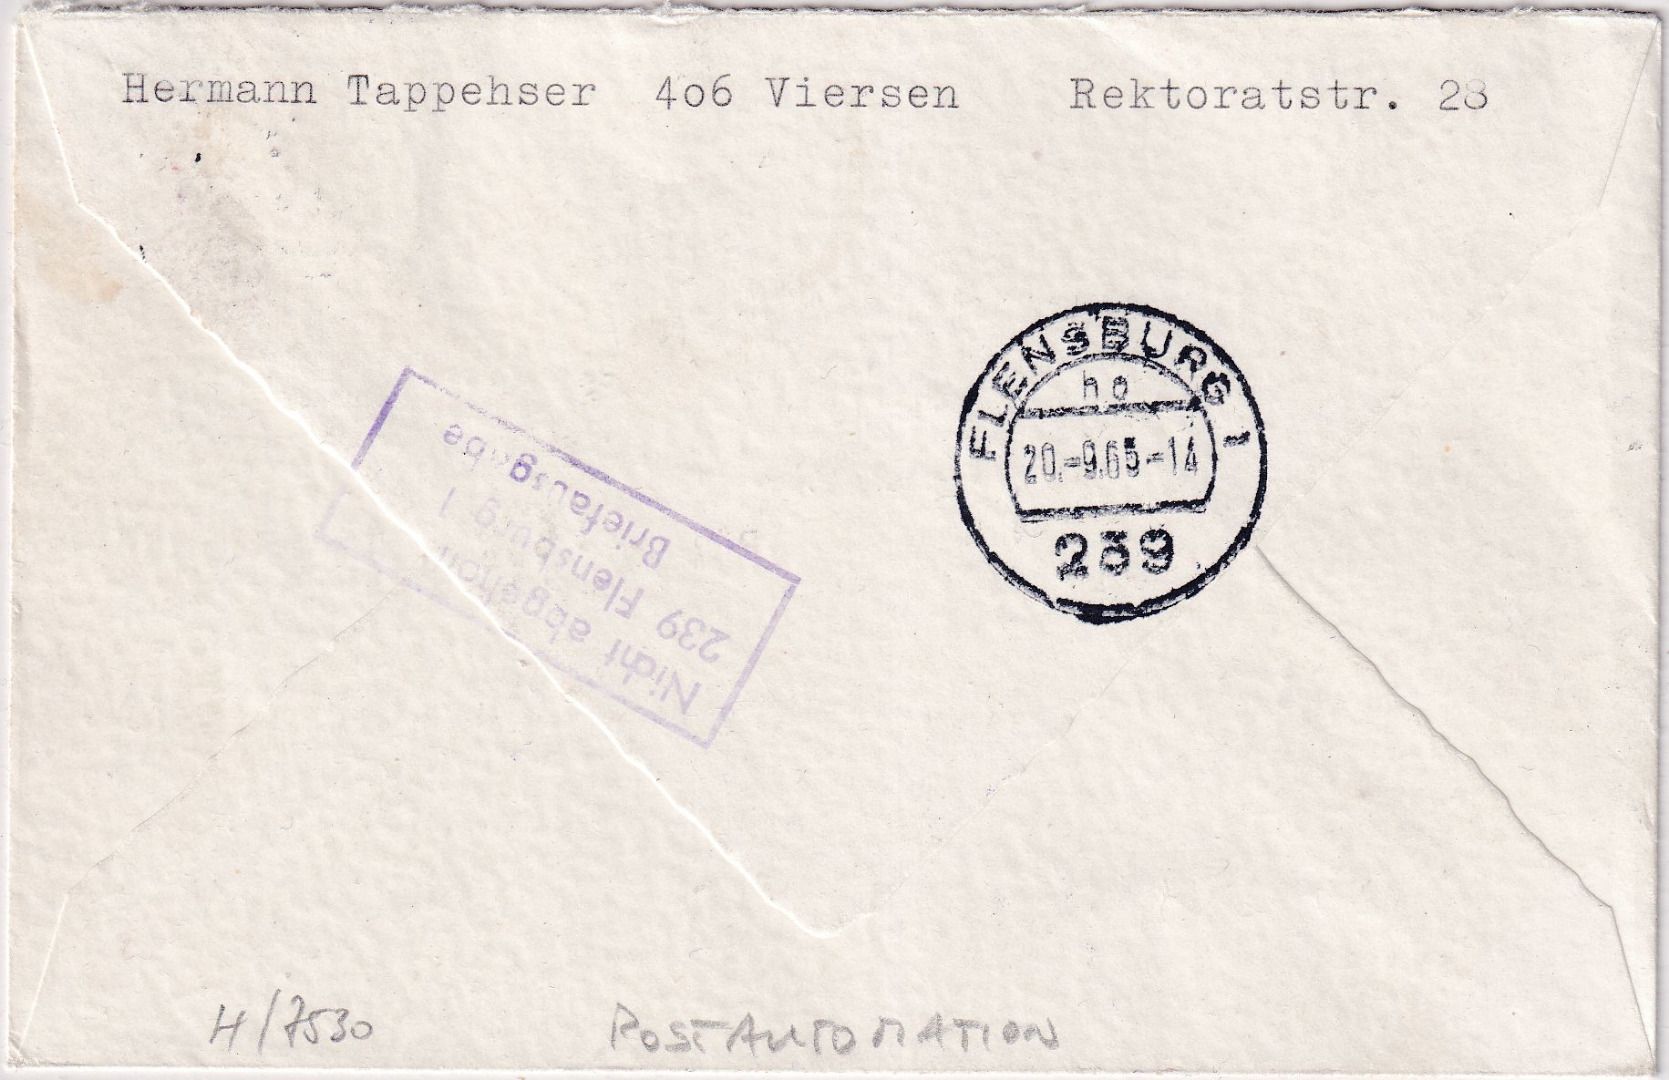 Hermann Tappehser 4o6 Viersen Rektoratstr. 28
FLENSBURG 1
ho
20.-9.65-14
239
Nicht abgeholt
239 Flensburg 1
Briefausgabe
H/7530
POSTAUTOMATION